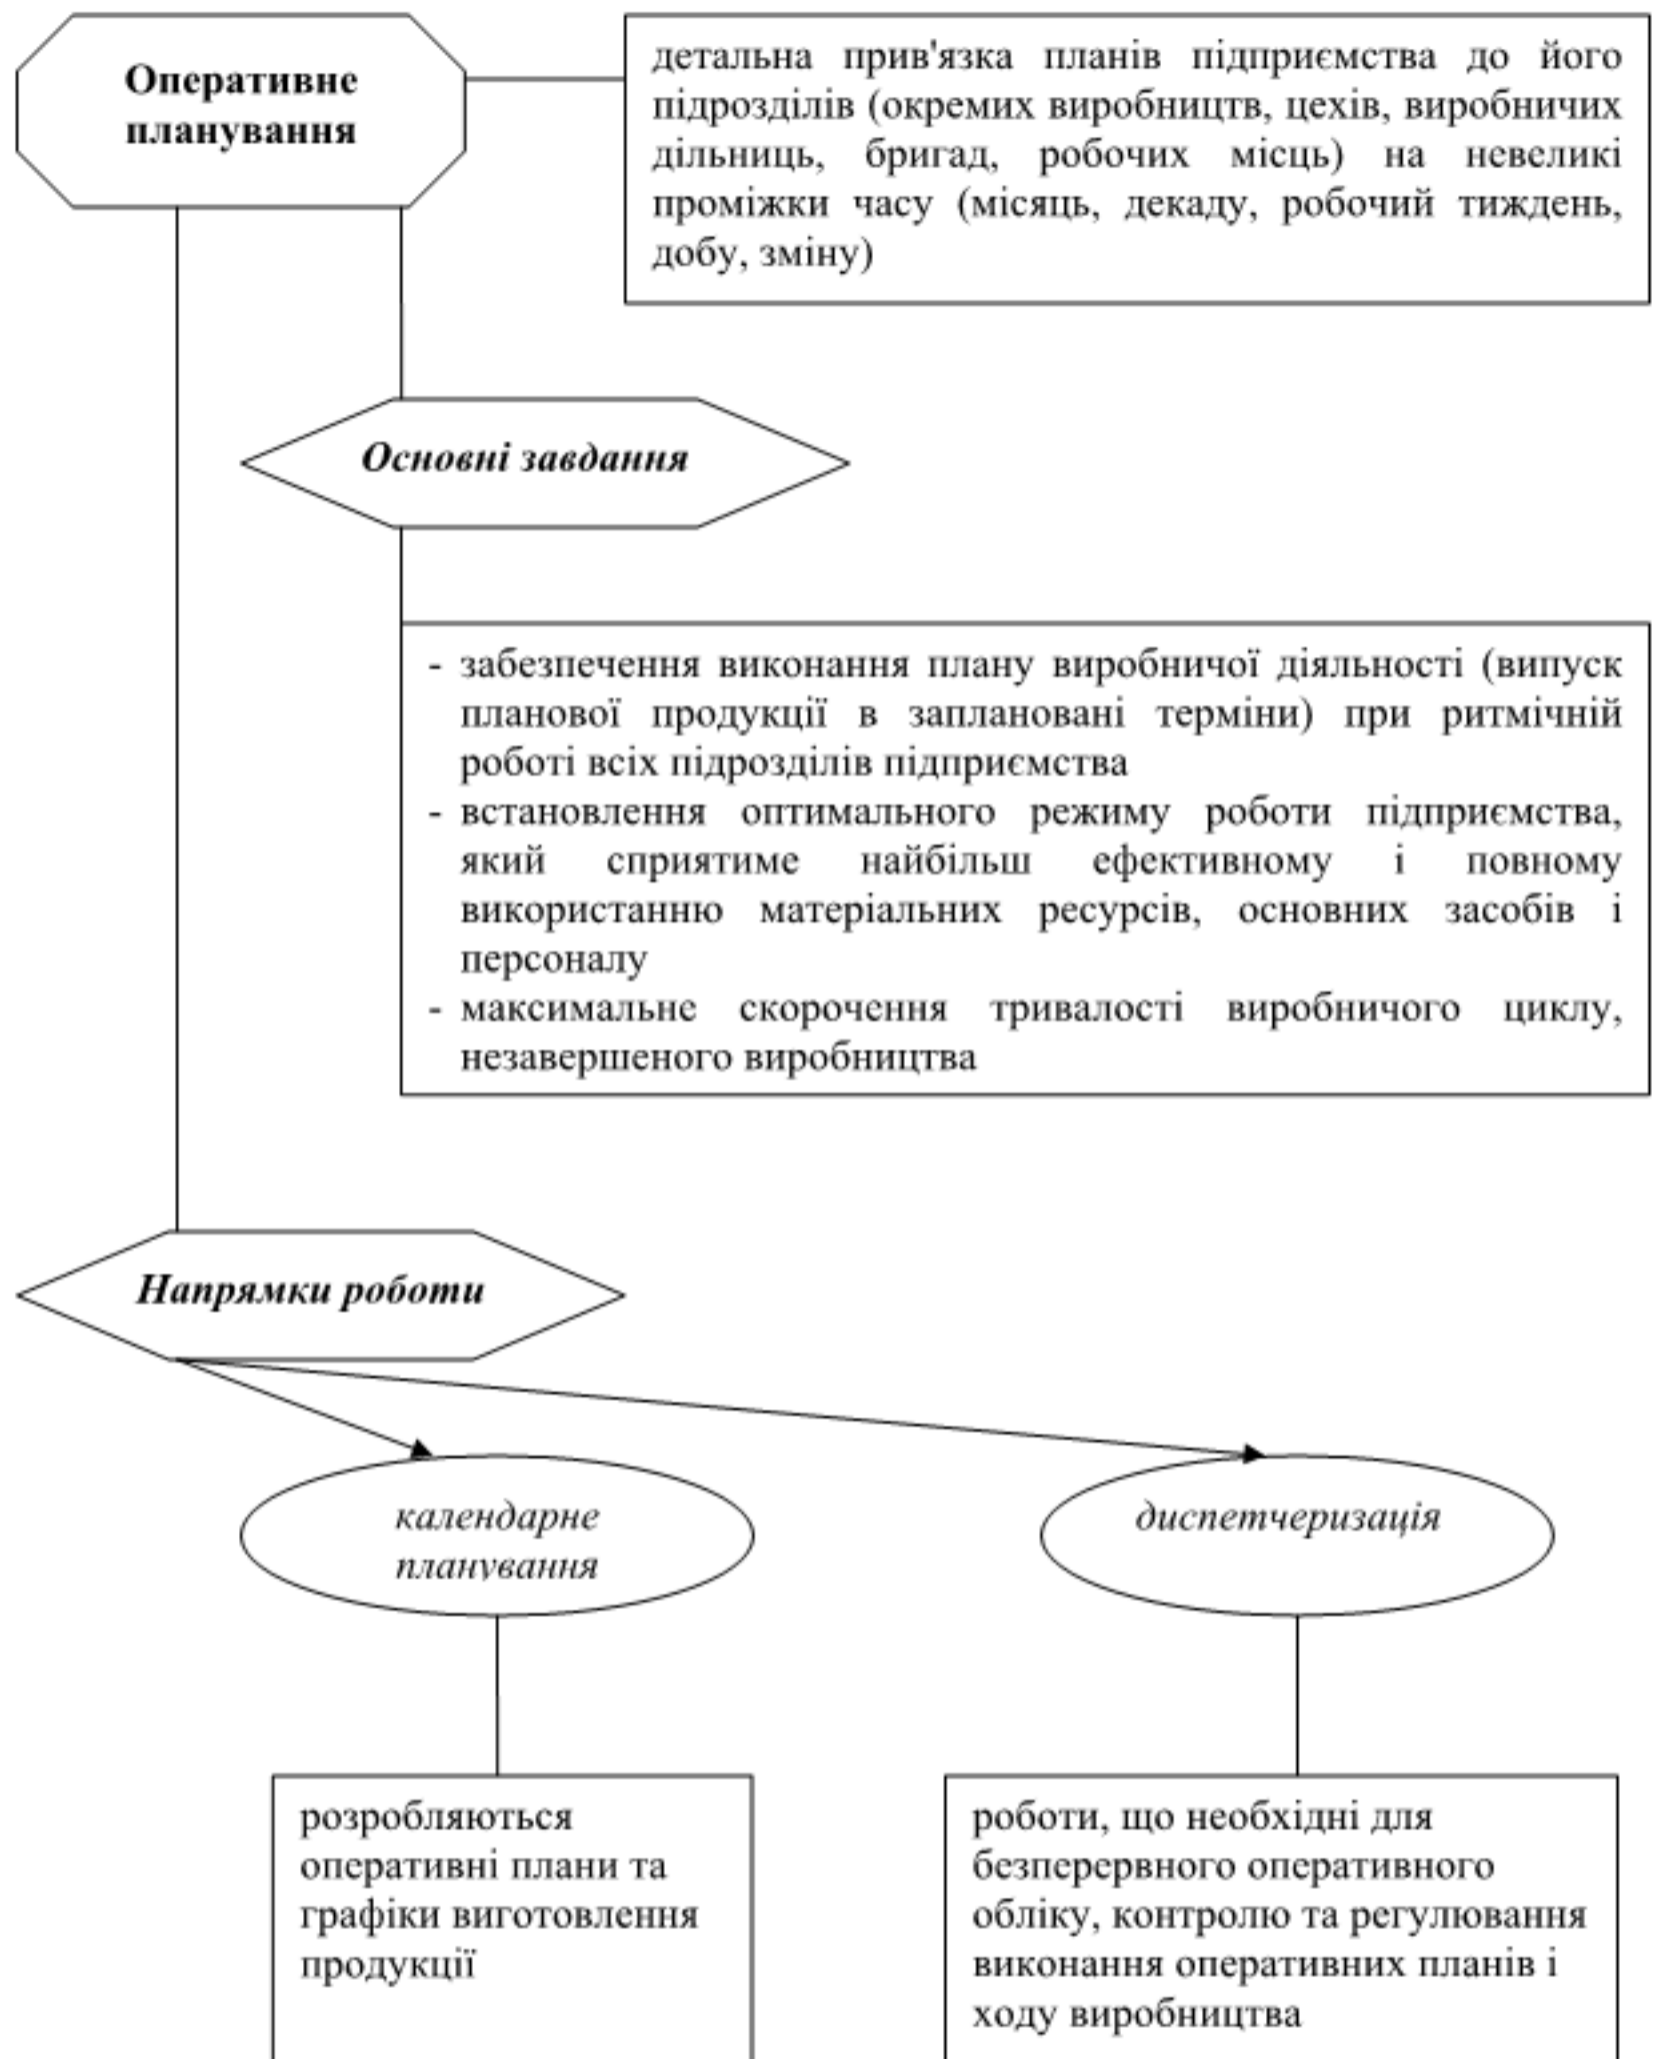 Оперативне
планування
детальна прив'язка планів підприємства до його
підрозділів (окремих виробництв, цехів, виробничих
дільниць, бригад, робочих місць) на невеликі
проміжки часу (місяць, декаду, робочий тиждень,
добу, зміну)
Основні завдання
- забезпечення виконання плану виробничої діяльності (випуск
планової продукції в заплановані терміни) при ритмічній
роботі всіх підрозділів підприємства
- встановлення оптимального режиму роботи підприємства,
який сприятиме найбільш ефективному і повному
використанню матеріальних ресурсів, основних засобів і
персоналу
- максимальне скорочення тривалості виробничого циклу,
незавершеного виробництва
Напрямки роботи
календарне
планування
диспетчеризація
розробляються
оперативні плани та
графіки виготовлення
продукції
роботи, що необхідні для
безперервного оперативного
обліку, контролю та регулювання
виконання оперативних планів і
ходу виробництва